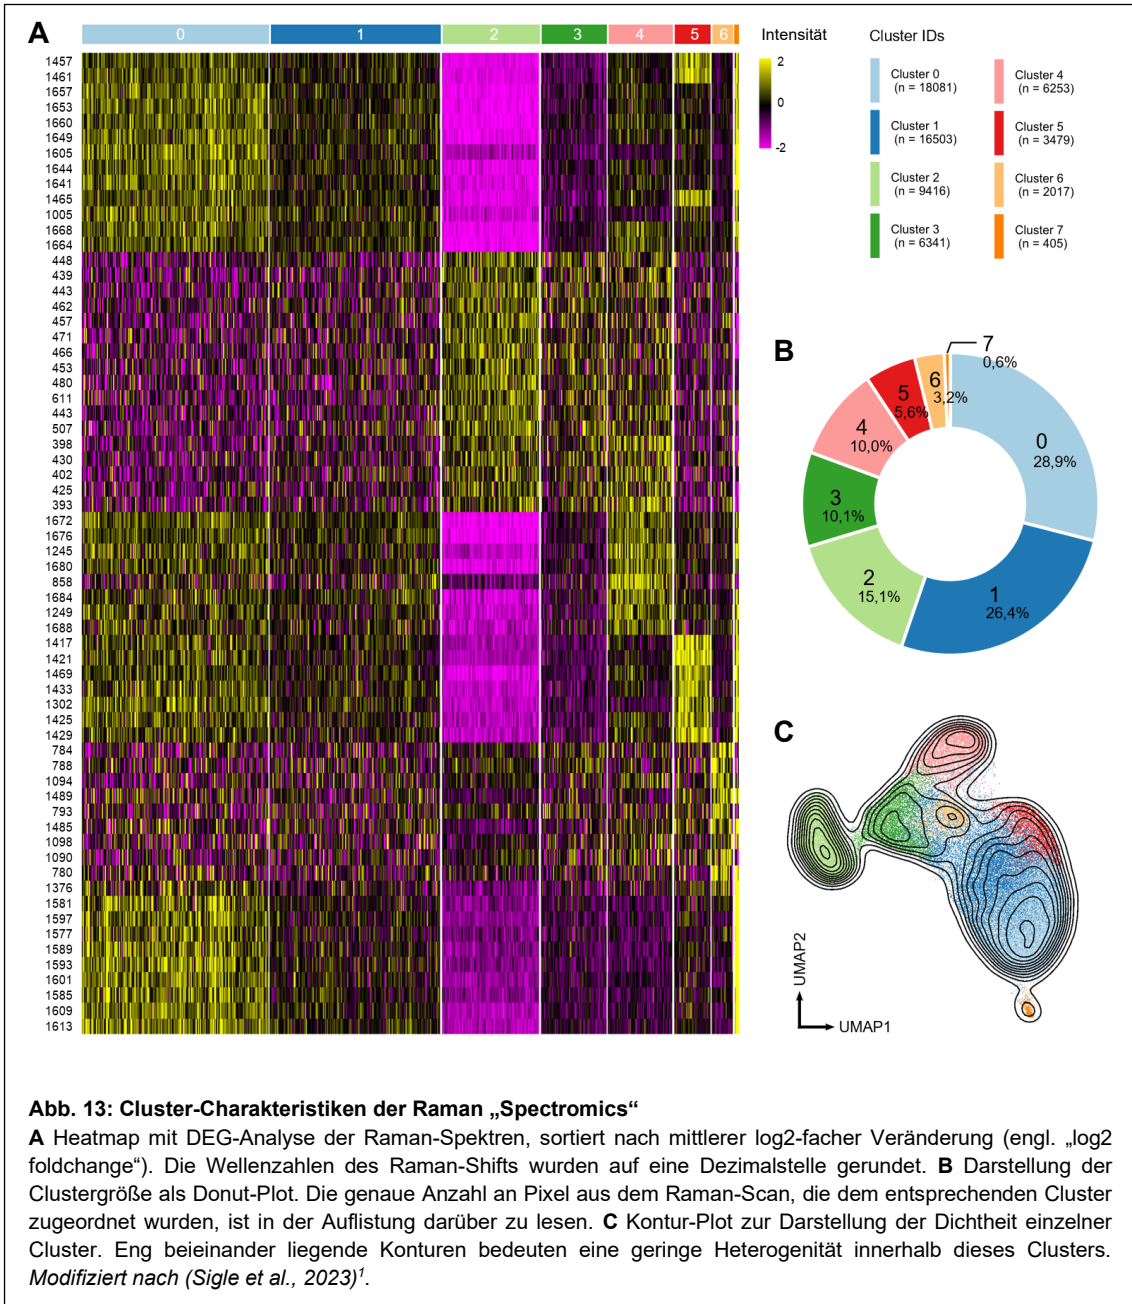 A
0 1 2 3 4 5 6
1457
1461
1657
1653
1660
1649
1605
1644
1641
1465
1005
1668
1664
448
439
443
462
457
471
466
453
480
611
443
507
398
430
402
425
393
1672
1676
1245
1680
858
1684
1249
1688
1417
1421
1469
1433
1302
1425
1429
784
788
1094
1489
793
1485
1098
1090
780
1376
1581
1597
1577
1589
1593
1601
1585
1609
1613
Intensität
2
0
-2
Cluster IDs
Cluster 0
(n = 18081)
Cluster 1
(n = 16503)
Cluster 2
(n = 9416)
Cluster 3
(n = 6341)
Cluster 4
(n = 6253)
Cluster 5
(n = 3479)
Cluster 6
(n = 2017)
Cluster 7
(n = 405)
B
7
0,6%
6
3,2%
5
5,6%
4
10,0%
0
28,9%
3
10,1%
2
15,1%
1
26,4%
C
UMAP2
UMAP1
Abb. 13: Cluster-Charakteristiken der Raman „Spectromics“
A Heatmap mit DEG-Analyse der Raman-Spektren, sortiert nach mittlerer log2-facher Veränderung (engl. „log2
foldchange“). Die Wellenzahlen des Raman-Shifts wurden auf eine Dezimalstelle gerundet. B Darstellung der
Clustergröße als Donut-Plot. Die genaue Anzahl an Pixel aus dem Raman-Scan, die dem entsprechenden Cluster
zugeordnet wurden, ist in der Auflistung darüber zu lesen. C Kontur-Plot zur Darstellung der Dichtheit einzelner
Cluster. Eng beieinander liegende Konturen bedeuten eine geringe Heterogenität innerhalb dieses Clusters.
Modifiziert nach (Sigle et al., 2023)¹.